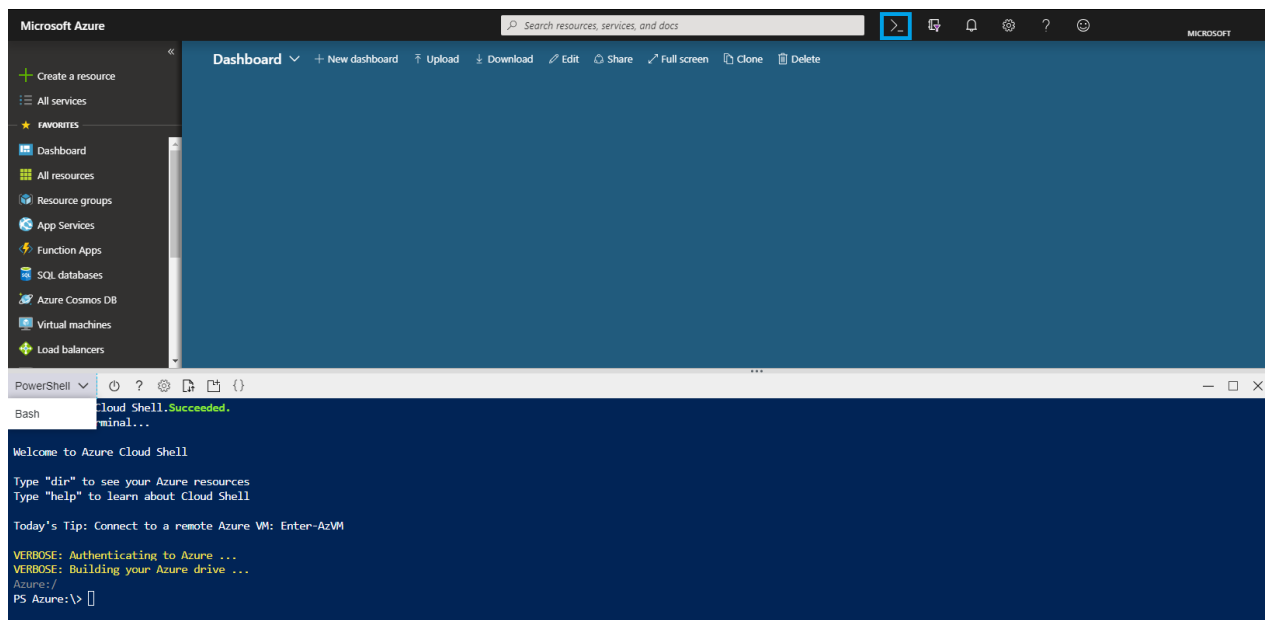 Microsoft Azure
Search resources, services, and docs
MICROSOFT
Create a resource
All services
FAVORITES
Dashboard
All resources
Resource groups
App Services
Function Apps
SQL databases
Azure Cosmos DB
Virtual machines
Load balancers
Dashboard
New dashboard
Upload
Download
Edit
Share
Full screen
Clone
Delete
PowerShell
Bash
Cloud Shell.Succeeded.
rminal...
Welcome to Azure Cloud Shell
Type "dir" to see your Azure resources
Type "help" to learn about Cloud Shell
Today's Tip: Connect to a remote Azure VM: Enter-AzVM
VERBOSE: Authenticating to Azure ...
VERBOSE: Building your Azure drive ...
Azure:/
PS Azure:\>